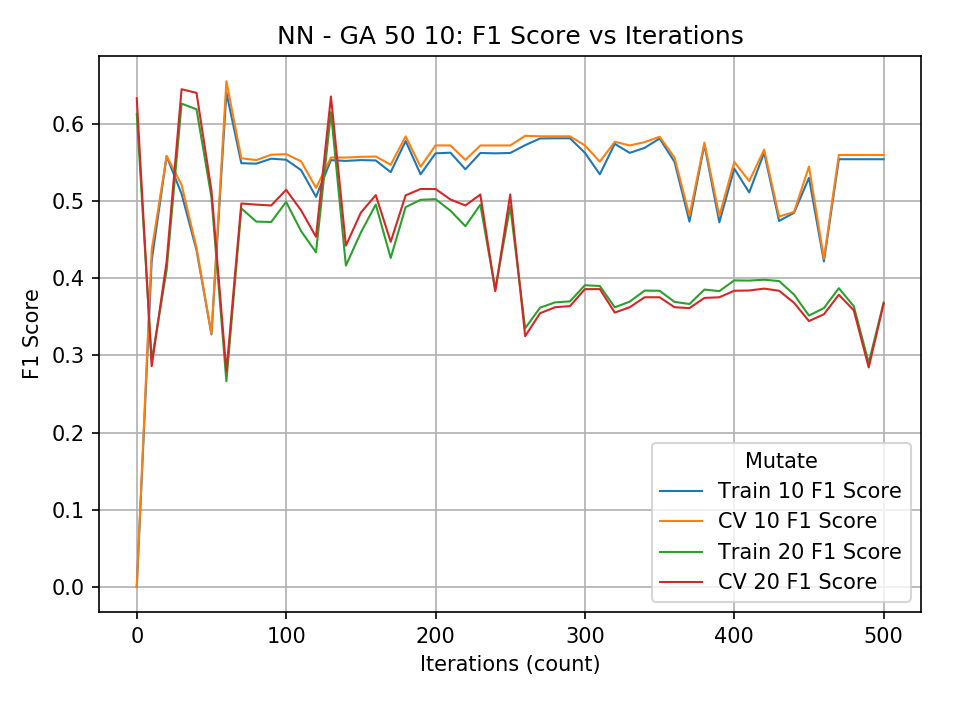 NN - GA 50 10: F1 Score vs Iterations
F1 Score
0.6
0.5
0.4
0.3
0.2
0.1
0.0
Mutate
Train 10 F1 Score
CV 10 F1 Score
Train 20 F1 Score
CV 20 F1 Score
0 100 200 300 400 500
Iterations (count)